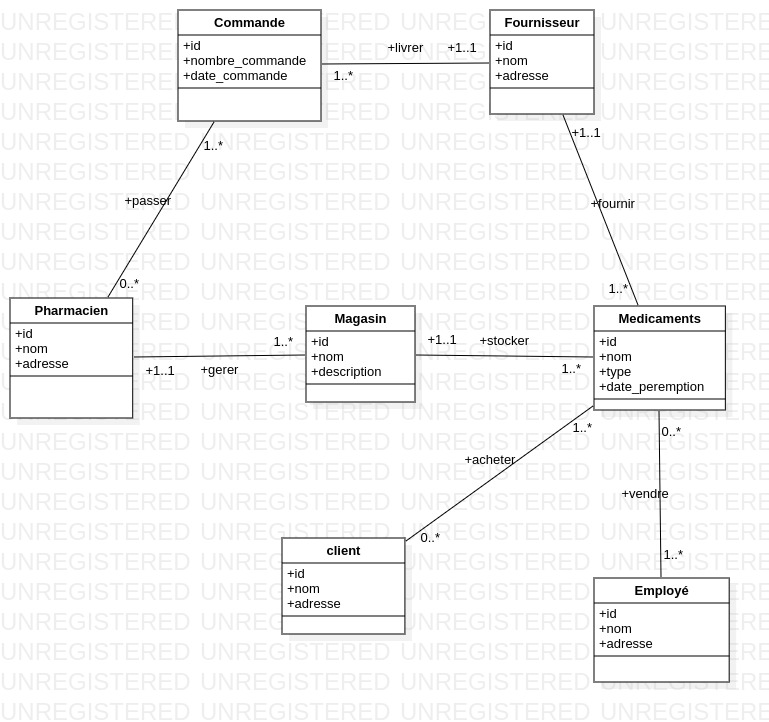 Commande
+id
+nombre_commande
+date_commande
+livrer
+1..1
1..*
Fournisseur
+id
+nom
+adresse
1..*
+passer
0..*
+1..1
+fournir
1..*
Pharmacien
+id
+nom
+adresse
+1..1
+gerer
1..*
Magasin
+id
+nom
+description
+1..1
+stocker
1..*
Medicaments
+id
+nom
+type
+date_peremption
1..*
+acheter
0..*
0..*
+vendre
1..*
client
+id
+nom
+adresse
Employé
+id
+nom
+adresse
UNREGISTERED UNREGISTERED UNREGISTERED UNREGISTERED